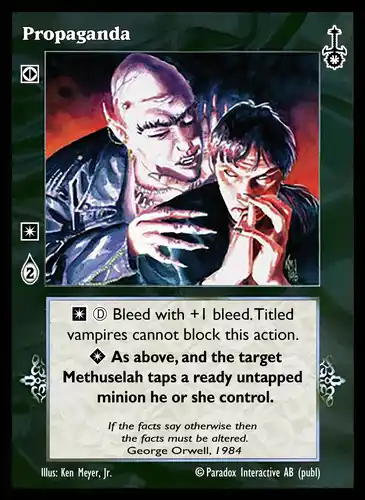 Propaganda
2
D Bleed with +1 bleed. Titled
vampires cannot block this action.
As above, and the target
Methuselah taps a ready untapped
minion he or she control.
If the facts say otherwise then
the facts must be altered.
George Orwell, 1984
Illus: Ken Meyer, Jr.
© Paradox Interactive AB (publ)